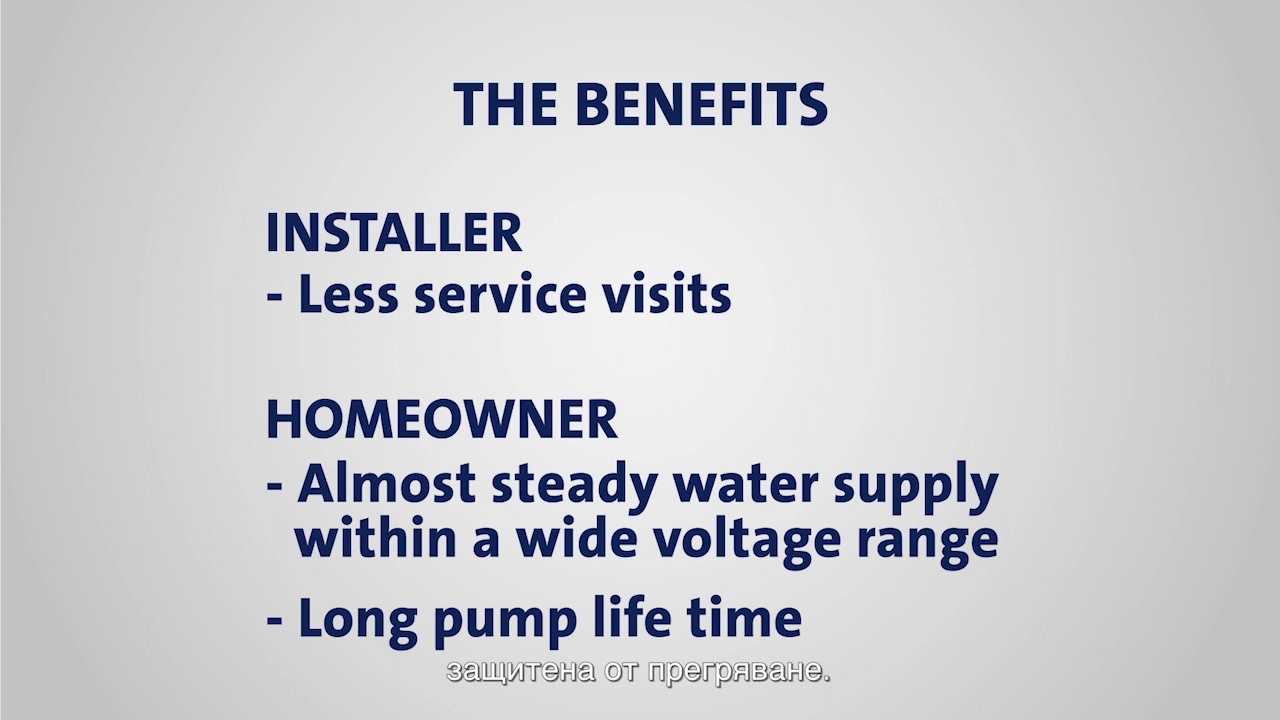 THE BENEFITS
INSTALLER
- Less service visits
HOMEOWNER
- Almost steady water supply
within a wide voltage range
- Long pump life time
защитена от прегряване.